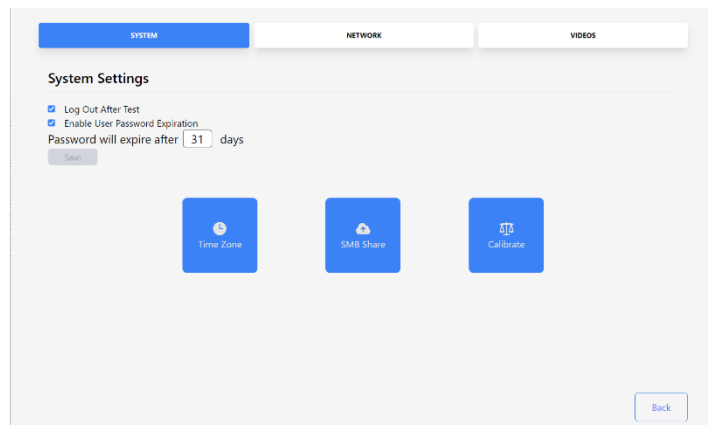 SYSTEM NETWORK VIDEOS
System Settings
Log Out After Test
Enable User Password Expiration
Password will expire after 31 days
Save
Time Zone SMB Share Calibrate
Back